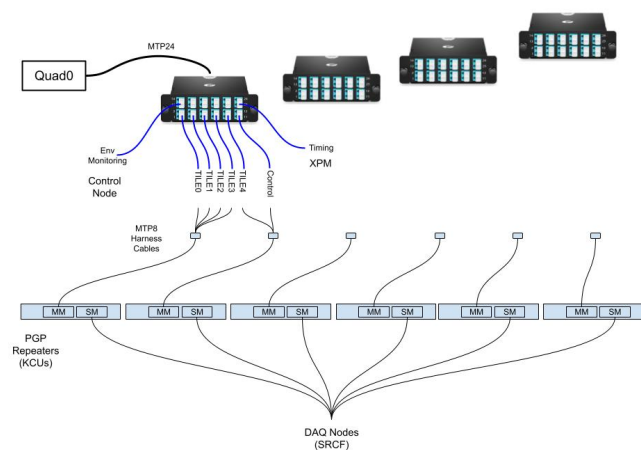 MTP24
Quad0
Env
Monitoring
Control
Node
TILE0
TILE1
TILE2
TILE3
TILE4
Control
Timing
XPM
MTP8
Harness
Cables
MM
SM
MM
SM
MM
SM
MM
SM
MM
SM
MM
SM
PGP
Repeaters
(KCUs)
DAQ Nodes
(SRCF)